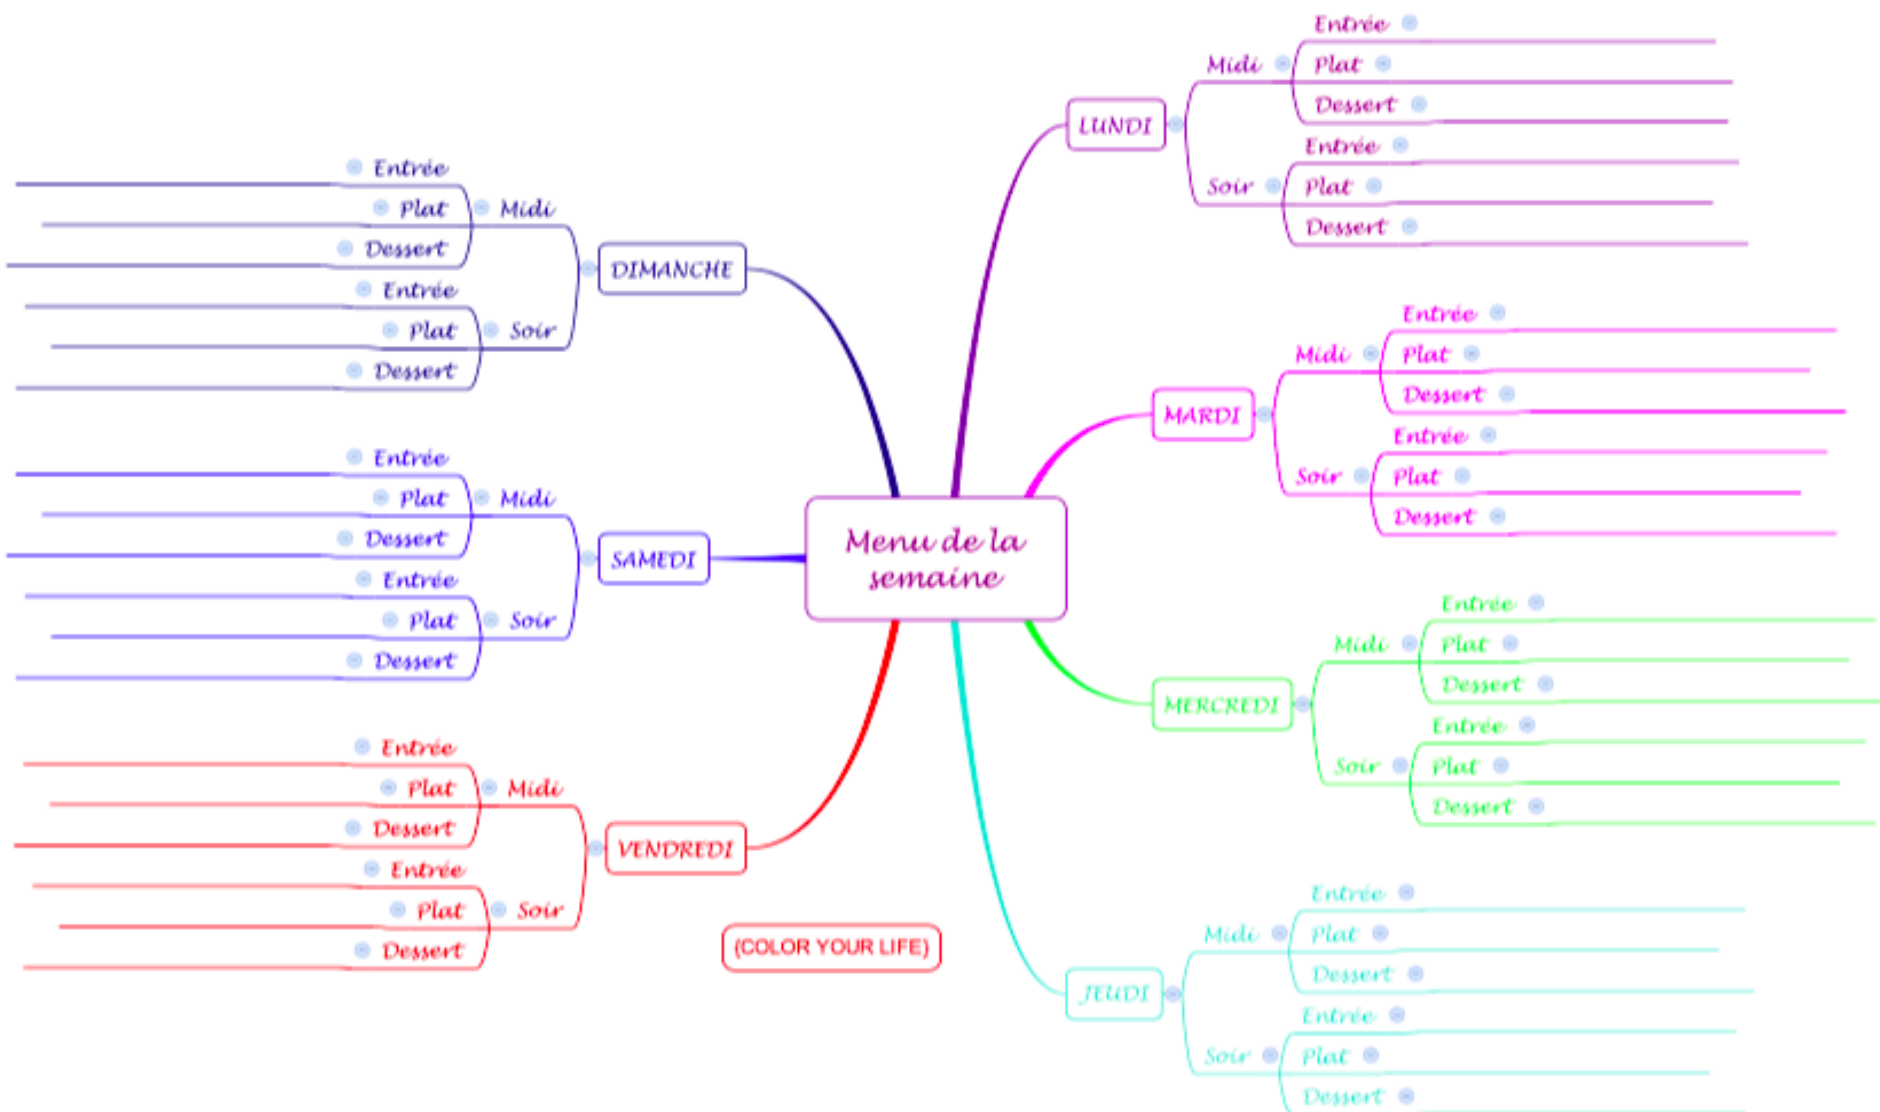 Menu de la
semaine
LUNDI
Midi
Entrée
Plat
Dessert
Soir
Entrée
Plat
Dessert
MARDI
Midi
Entrée
Plat
Dessert
Soir
Entrée
Plat
Dessert
MERCREDI
Midi
Entrée
Plat
Dessert
Soir
Entrée
Plat
Dessert
JEUDI
Midi
Entrée
Plat
Dessert
Soir
Entrée
Plat
Dessert
VENDREDI
Midi
Entrée
Plat
Dessert
Soir
Entrée
Plat
Dessert
SAMEDI
Midi
Entrée
Plat
Dessert
Soir
Entrée
Plat
Dessert
DIMANCHE
Midi
Entrée
Plat
Dessert
Soir
Entrée
Plat
Dessert
(COLOR YOUR LIFE)